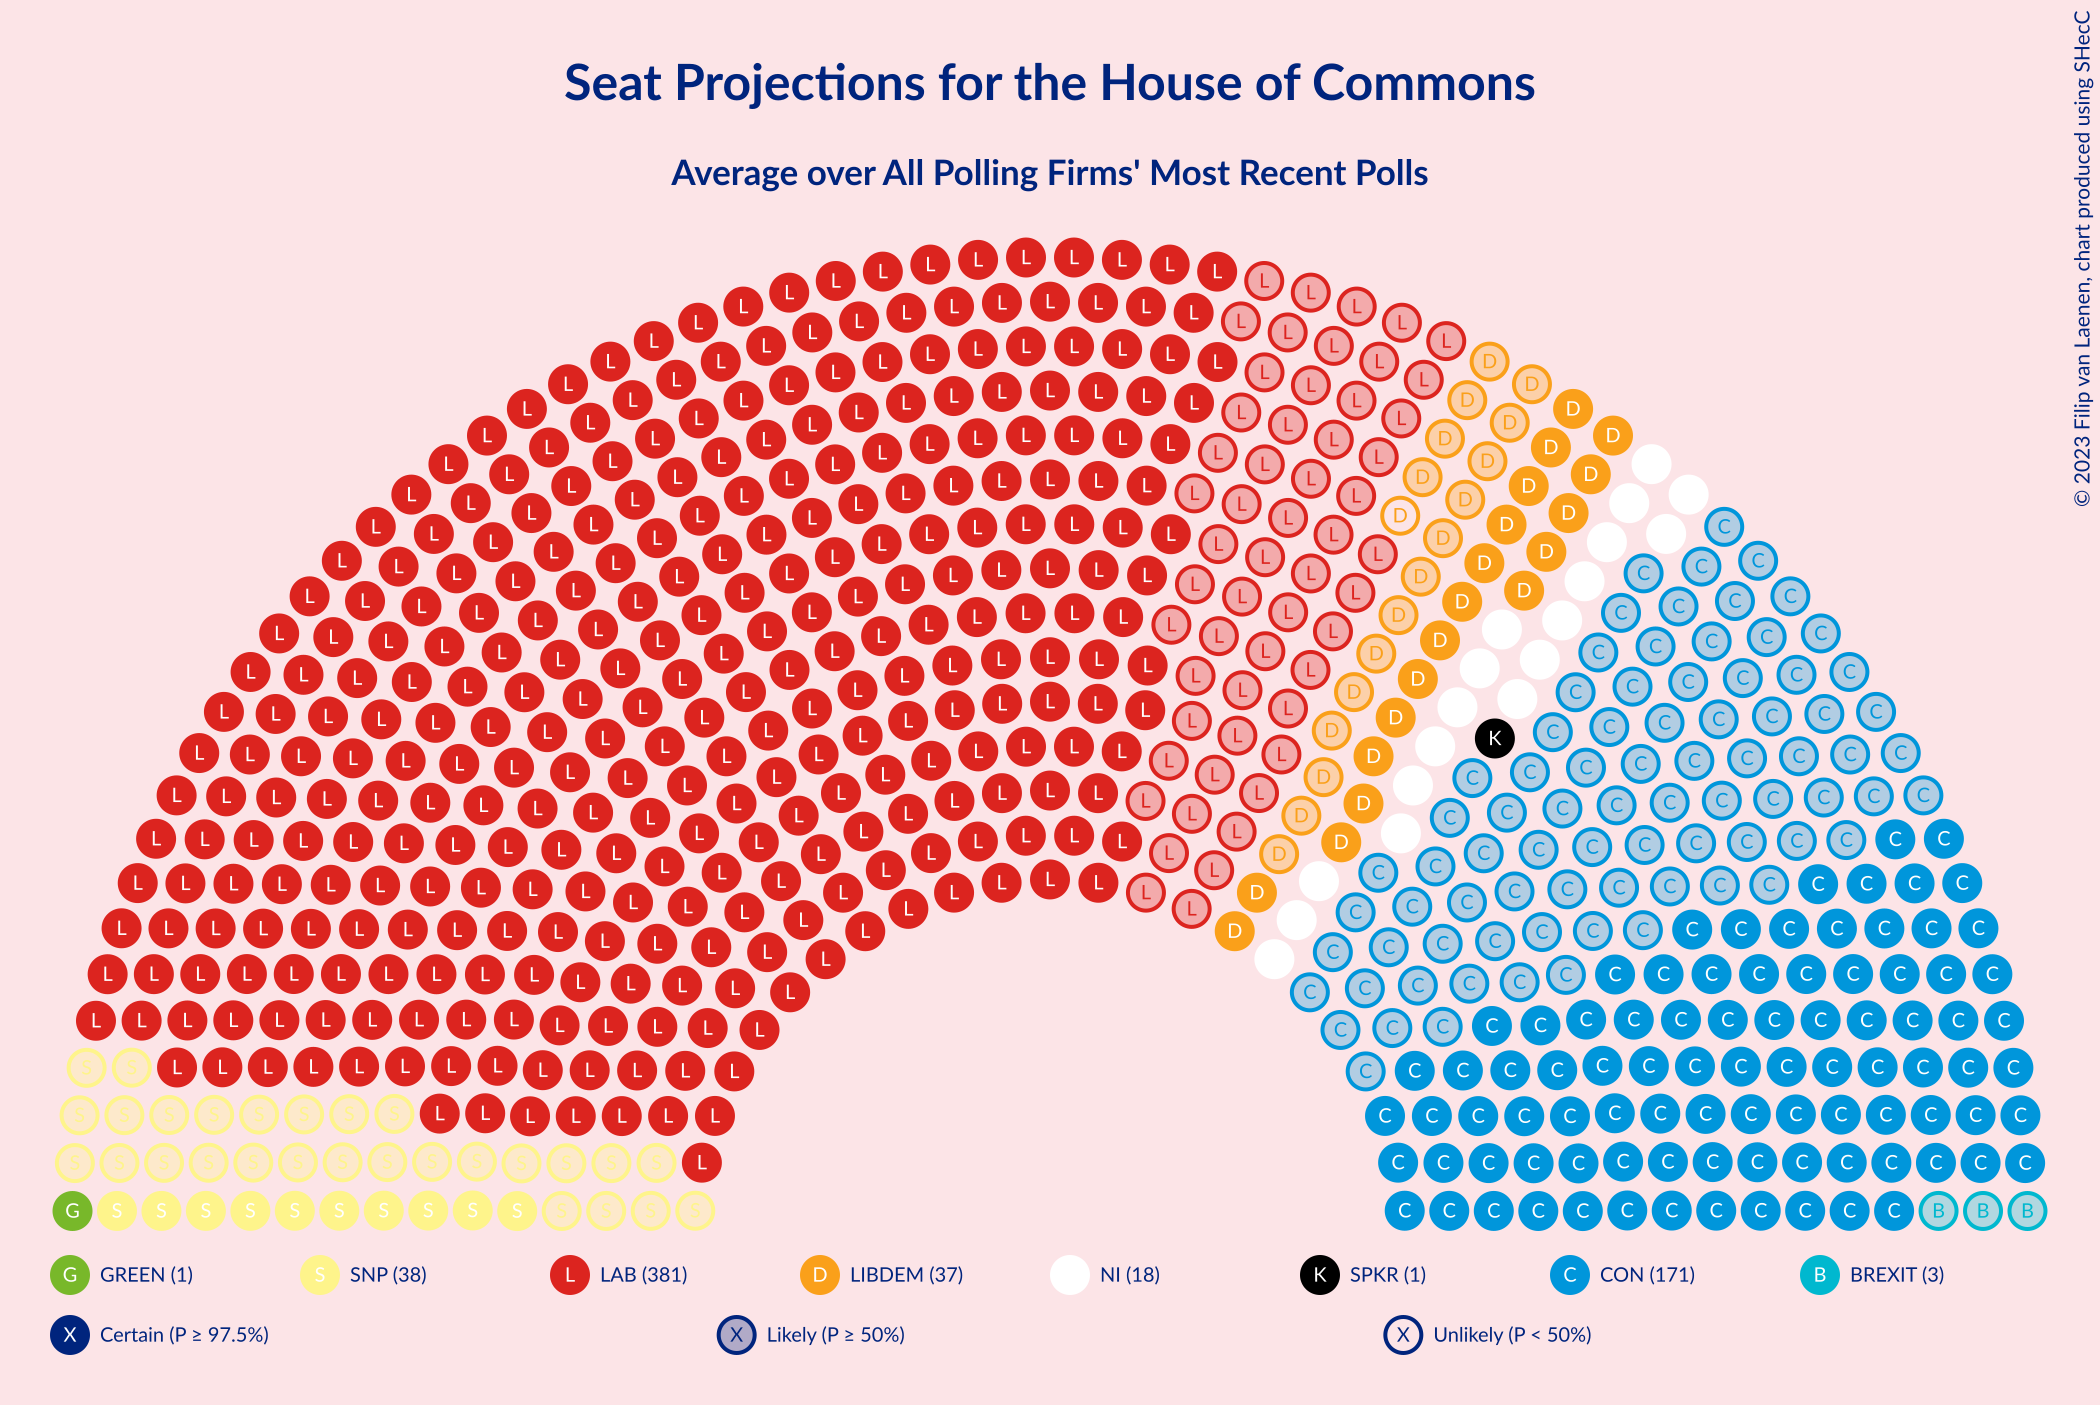 Seat Projections for the House of Commons
Average over All Polling Firms' Most Recent Polls
© 2023 Filip van Laenen, chart produced using SHecC
G GREEN (1)
S SNP (38)
L LAB (381)
D LIBDEM (37)
NI (18)
K SPKR (1)
C CON (171)
B BREXIT (3)
X Certain (P ≥ 97.5%)
X Likely (P ≥ 50%)
X Unlikely (P < 50%)